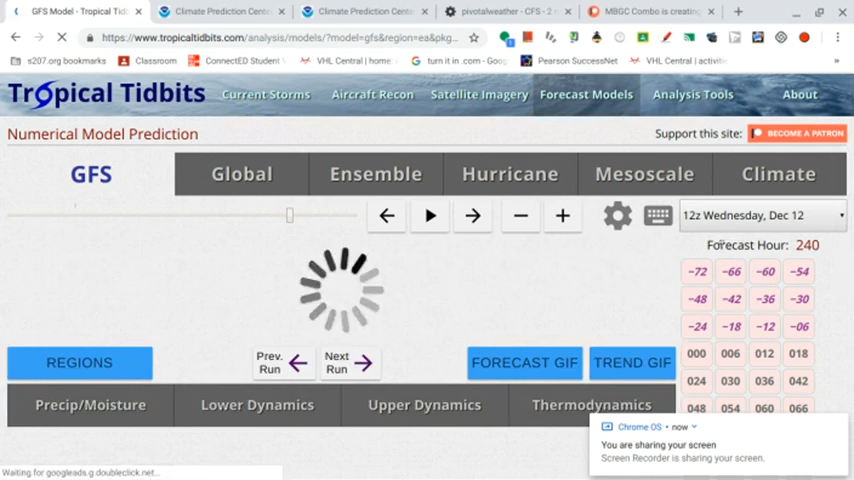 GFS Model - Tropical Tid
Climate Prediction Cente
Climate Prediction Cente
pivotalweather - CFS - 2 m
MBGC Combo is creating
https://www.tropicaltidbits.com/analysis/models/?model=gfs&region=ea&pkg...
s207.org bookmarks
Classroom
ConnectED Student
VHL Central | home:
turn it in .com - Goog
Pearson SuccessNet
VHL Central | activitie
Tropical Tidbits
Current Storms
Aircraft Recon
Satellite Imagery
Forecast Models
Analysis Tools
About
Numerical Model Prediction
Support this site:
BECOME A PATRON
GFS
Global
Ensemble
Hurricane
Mesoscale
Climate
12z Wednesday, Dec 12
Forecast Hour: 240
-72 -66 -60 -54
-48 -42 -36 -30
-24 -18 -12 -06
000 006 012 018
024 030 036 042
048 054 060 066
REGIONS
Prev. Run
Next Run
FORECAST GIF
TREND GIF
Precip/Moisture
Lower Dynamics
Upper Dynamics
Thermodynamics
Chrome OS • now
You are sharing your screen
Screen Recorder is sharing your screen.
Waiting for googleads.g.doubleclick.net...